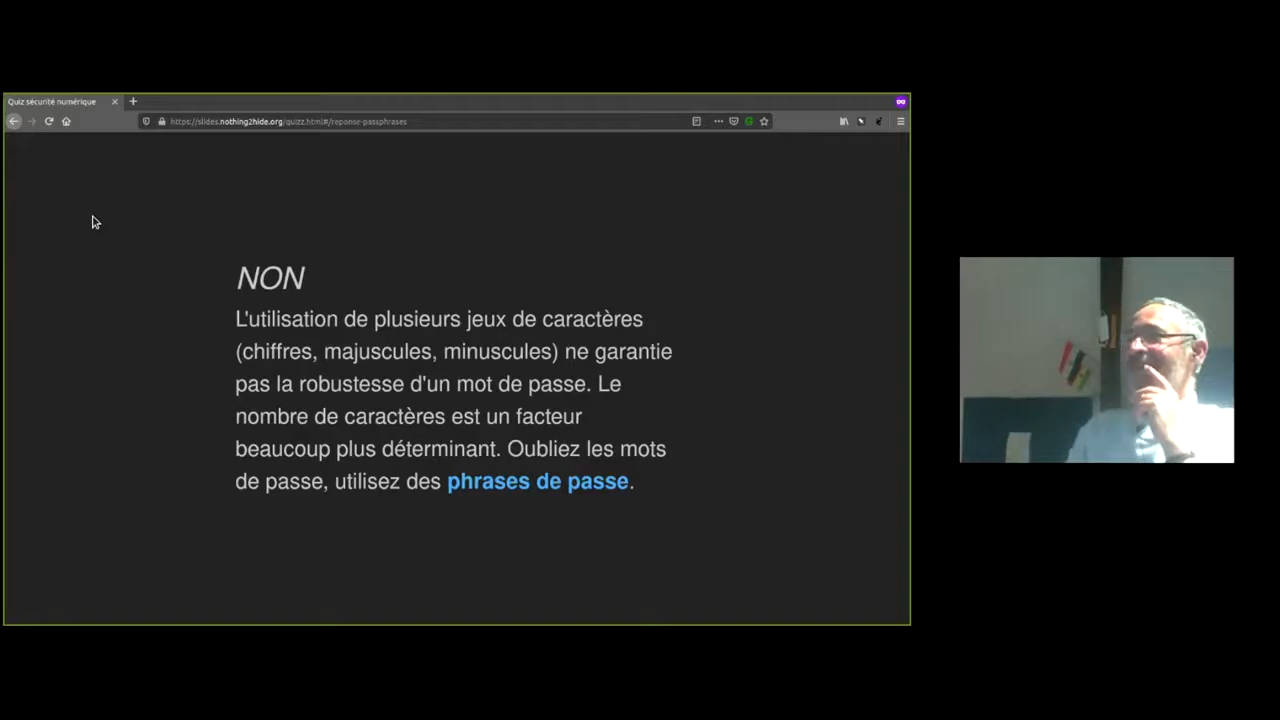 Quiz sécurité numérique
https://slides.nothing2hide.org/quizz.html#/reponse-passphrases
NON
L'utilisation de plusieurs jeux de caractères
(chiffres, majuscules, minuscules) ne garantie
pas la robustesse d'un mot de passe. Le
nombre de caractères est un facteur
beaucoup plus déterminant. Oubliez les mots
de passe, utilisez des phrases de passe.